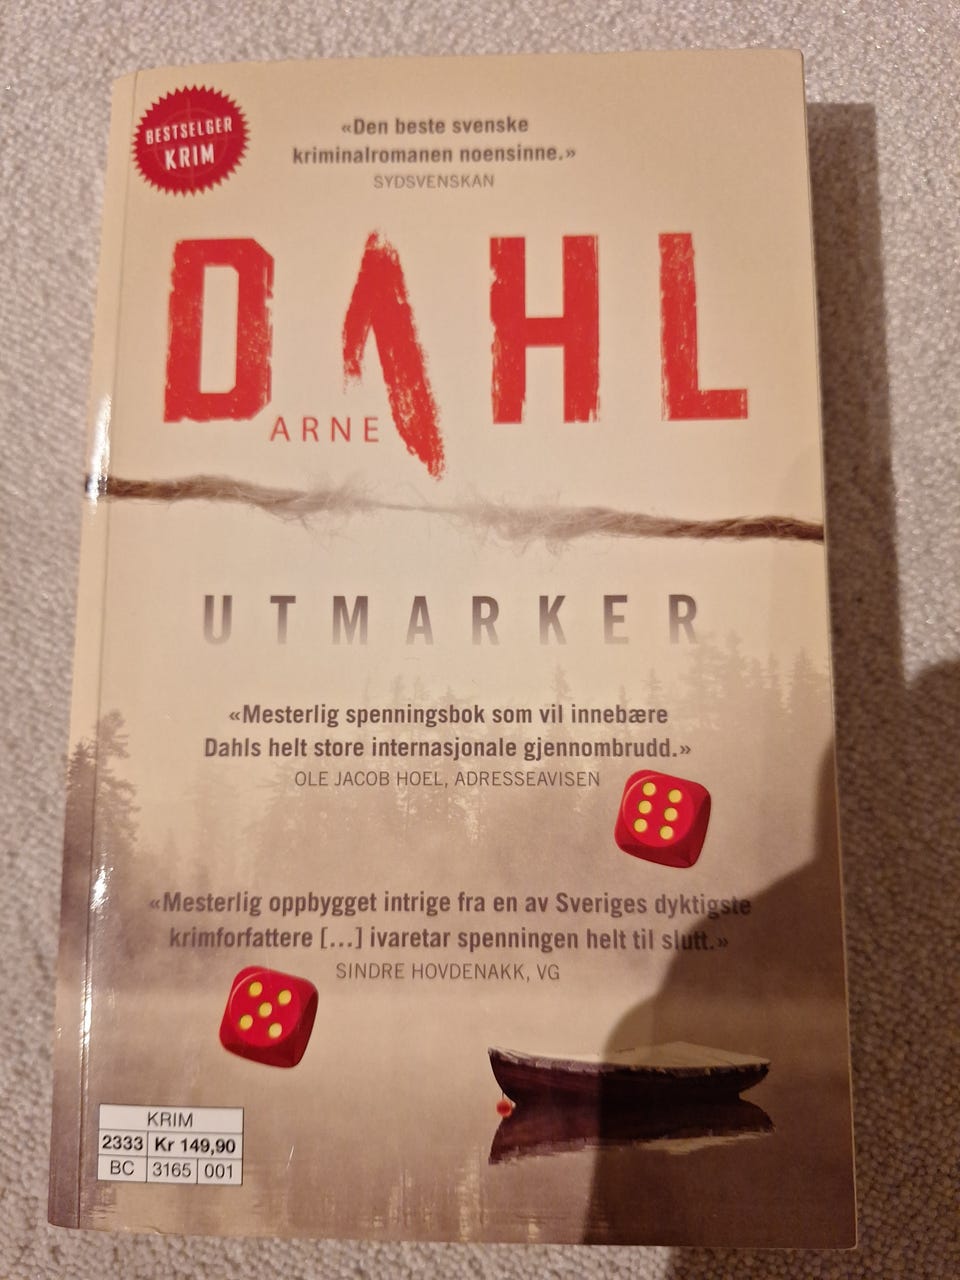 BESTSELGER
KRIM
«Den beste svenske
kriminalromanen noensinne.»
SYDSVENSKAN
DAHL
ARNE
UTMARKER
«Mesterlig spenningsbok som vil innebære
Dahls helt store internasjonale gjennombrudd.»
OLE JACOB HOEL, ADRESSEAVISEN
«Mesterlig oppbygget intrige fra en av Sveriges dyktigste
krimforfattere [...] ivaretar spenningen helt til slutt.»
SINDRE HOVDENAKK, VG
KRIM
2333 Kr 149,90
BC 3165 001